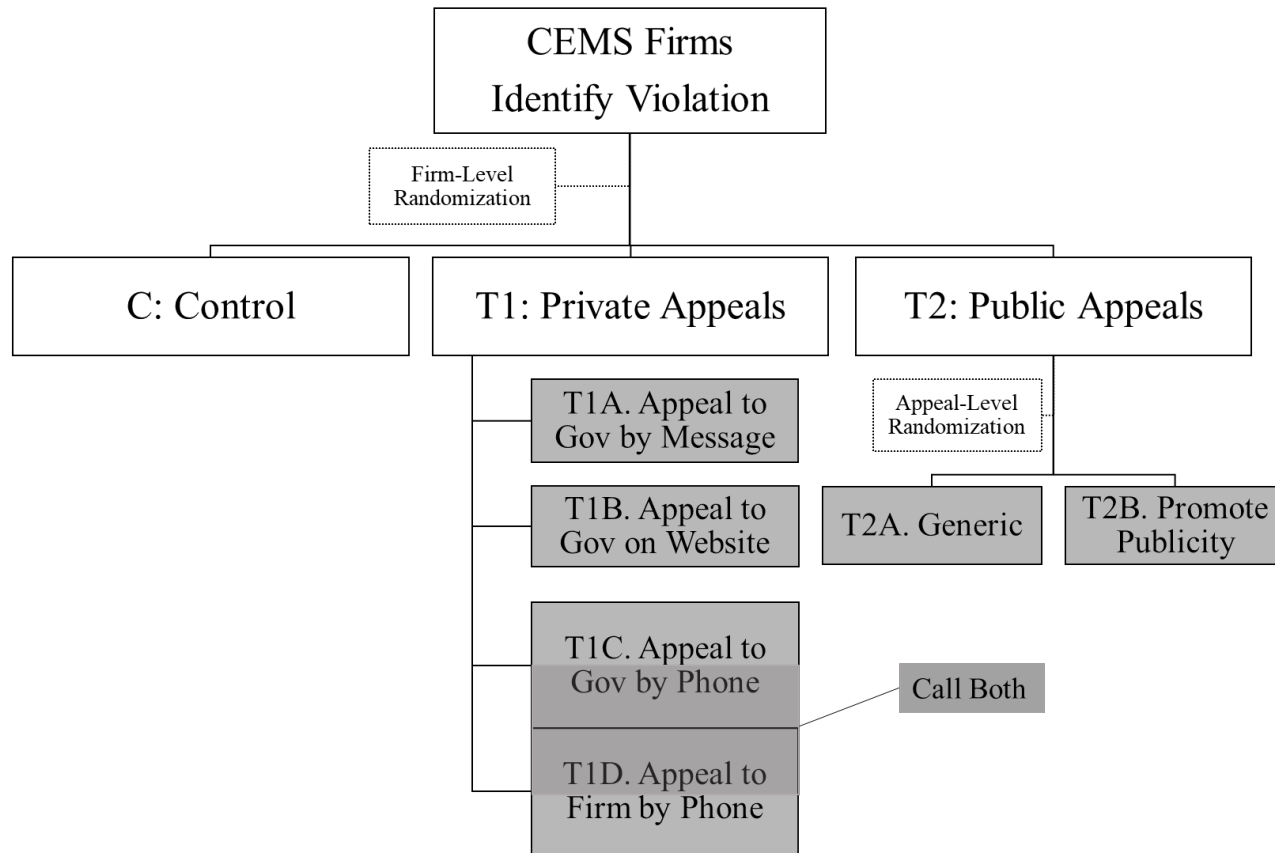 CEMS Firms
Identify Violation
Firm-Level
Randomization
C: Control
T1: Private Appeals
T2: Public Appeals
T1A. Appeal to
Gov by Message
Appeal-Level
Randomization
T1B. Appeal to
Gov on Website
T2A. Generic
T2B. Promote
Publicity
T1C. Appeal to
Gov by Phone
Call Both
T1D. Appeal to
Firm by Phone